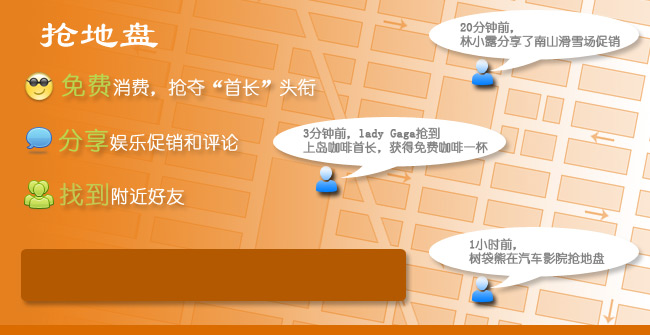 抢地盘
免费消费，抢夺“首长”头衔
分享娱乐促销和评论
找到附近好友
20分钟前，
林小露分享了南山滑雪场促销
3分钟前，lady Gaga抢到
上岛咖啡首长，获得免费咖啡一杯
1小时前，
树袋熊在汽车影院抢地盘